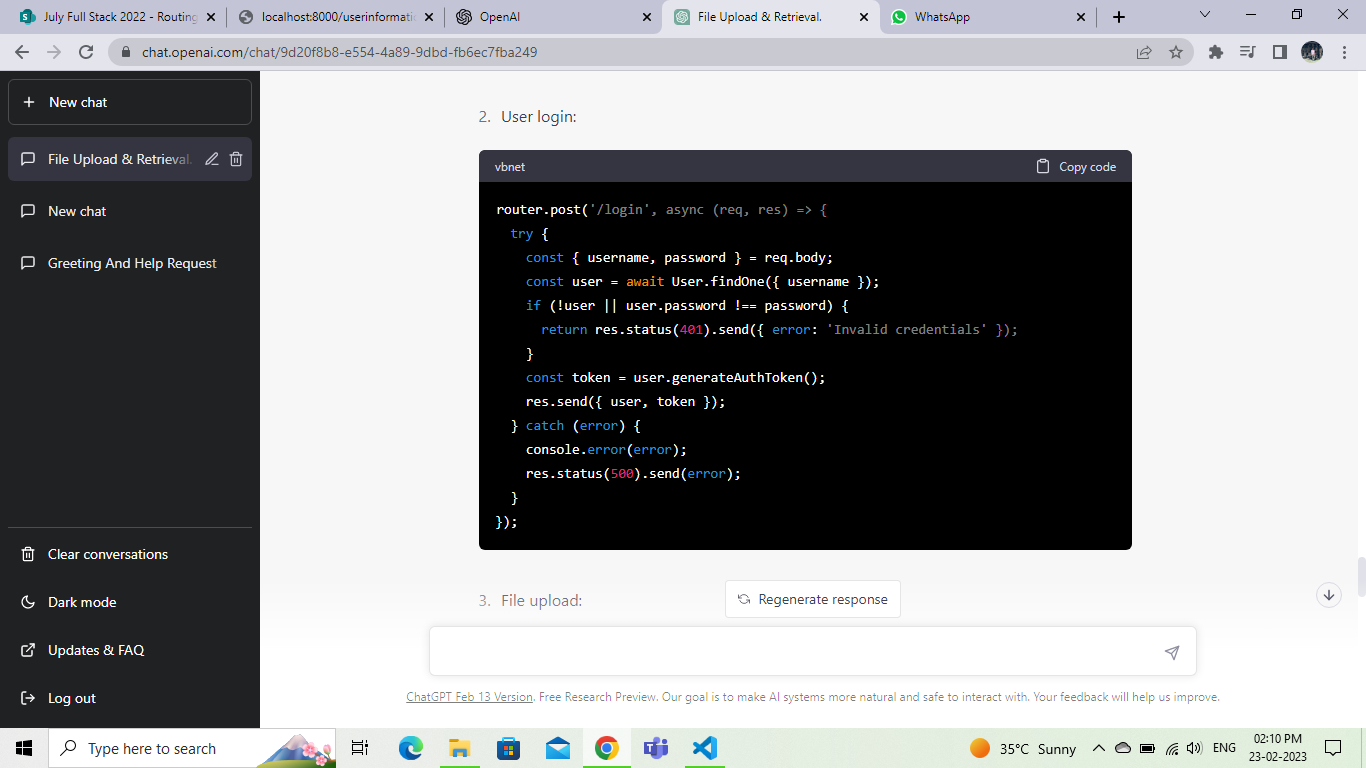 July Full Stack 2022 - Routing
localhost:8000/userinformatic
OpenAI
File Upload & Retrieval.
WhatsApp
chat.openai.com/chat/9d20f8b8-e554-4a89-9dbd-fb6ec7fba249
New chat
File Upload & Retrieval.
New chat
Greeting And Help Request
Clear conversations
Dark mode
Updates & FAQ
Log out
2. User login:
vbnet
Copy code
router.post('/login', async (req, res) => {
  try {
    const { username, password } = req.body;
    const user = await User.findOne({ username });
    if (!user || user.password !== password) {
      return res.status(401).send({ error: 'Invalid credentials' });
    }
    const token = user.generateAuthToken();
    res.send({ user, token });
  } catch (error) {
    console.error(error);
    res.status(500).send(error);
  }
});
3. File upload:
Regenerate response
ChatGPT Feb 13 Version. Free Research Preview. Our goal is to make AI systems more natural and safe to interact with. Your feedback will help us improve.
Type here to search
35°C Sunny
ENG
02:10 PM
23-02-2023